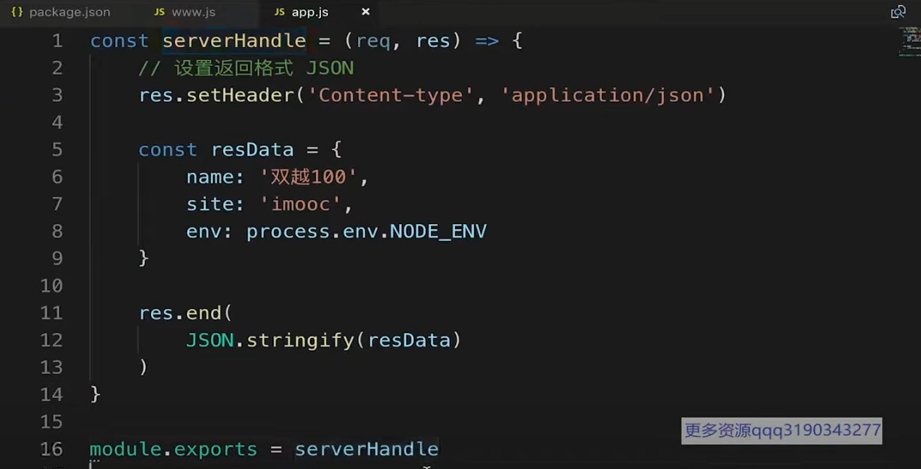 package.json www.js app.js
1 const serverHandle = (req, res) => {
2 // 设置返回格式 JSON
3 res.setHeader('Content-type', 'application/json')
4
5 const resData = {
6 name: '双越100',
7 site: 'imooc',
8 env: process.env.NODE_ENV
9 }
10
11 res.end(
12 JSON.stringify(resData)
13 )
14 }
15
16 module.exports = serverHandle
更多资源qqq3190343277